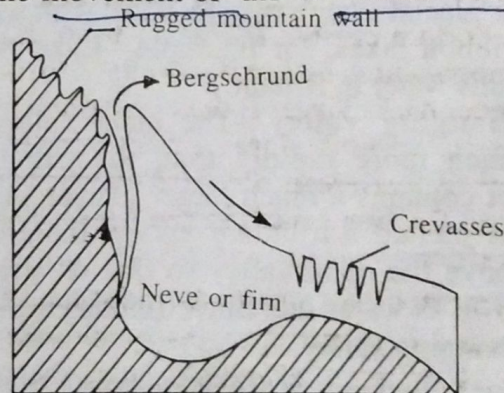 Rugged mountain wall
Bergschrund
Crevasses
Neve or firn